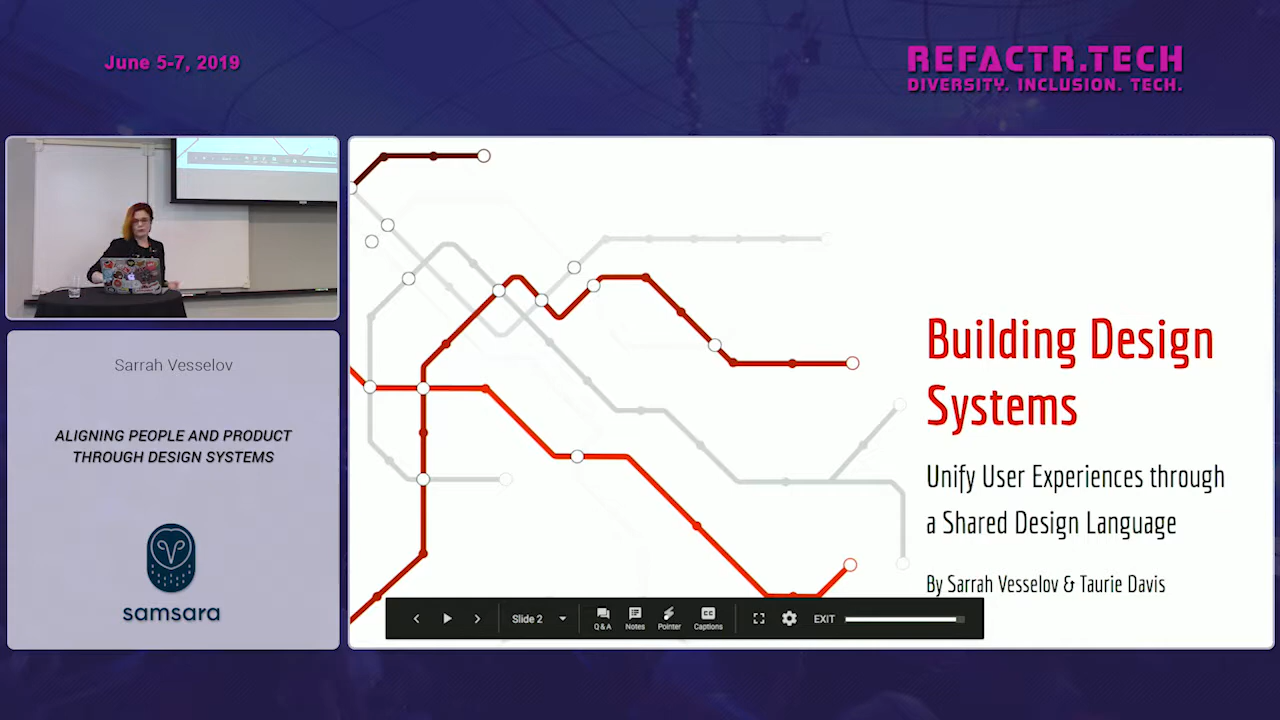 June 5-7, 2019
REFACTR.TECH
DIVERSITY. INCLUSION. TECH.
Sarrah Vesselov
ALIGNING PEOPLE AND PRODUCT
THROUGH DESIGN SYSTEMS
samsara
Building Design
Systems
Unify User Experiences through
a Shared Design Language
By Sarrah Vesselov & Taurie Davis
Slide 2
Q & A
Notes
Pointer
Captions
EXIT